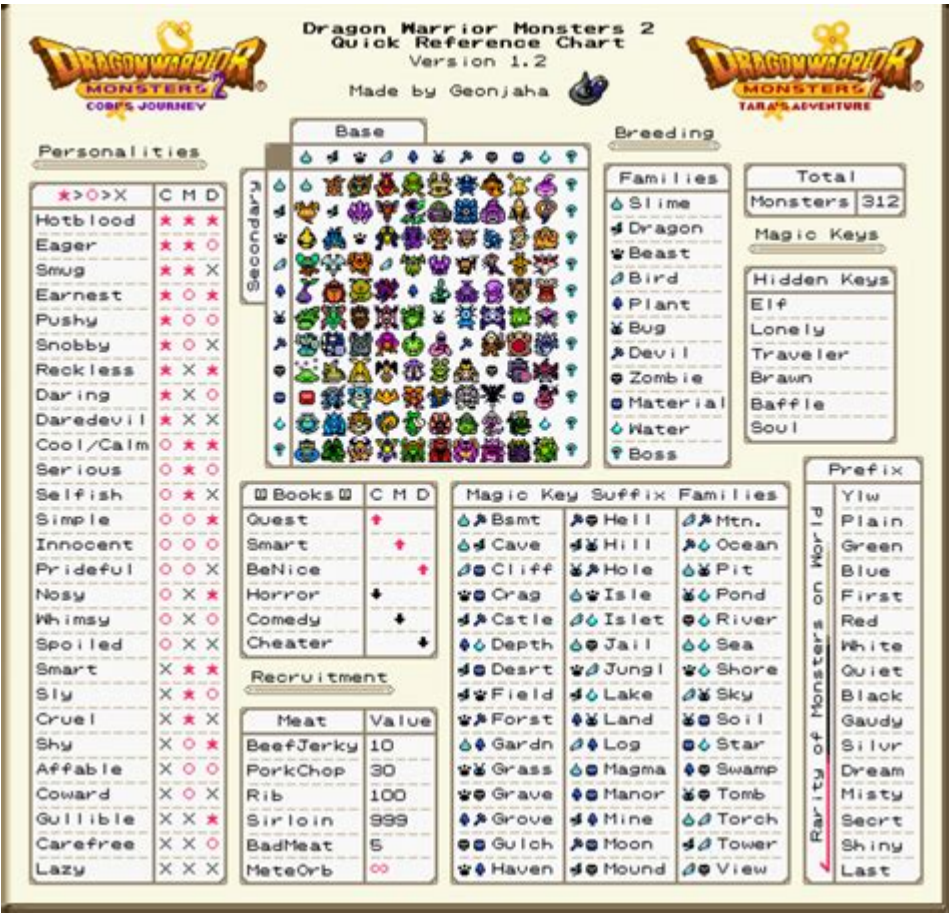 DRAGON WARRIOR
MONSTERS 2
COBI'S JOURNEY
Dragon Warrior Monsters 2
Quick Reference Chart
Version 1.2
Made by Geonjaha
DRAGON WARRIOR
MONSTERS 2
TARA'S ADVENTURE
Personalities
★>○>X C M D
Hotblood ★ ★ ★
Eager ★ ★ ○
Smug ★ ★ X
Earnest ★ ○ ★
Pushy ★ ○ ○
Snobby ★ ○ X
Reckless ★ X ★
Daring ★ X ○
Daredevil ★ X X
Cool/Calm ○ ★ ★
Serious ○ ★ ○
Selfish ○ ★ X
Simple ○ ○ ★
Innocent ○ ○ ○
Prideful ○ ○ X
Nosy ○ X ★
Whimsy ○ X ○
Spoiled ○ X X
Smart X ★ ★
Sly X ★ ○
Cruel X ★ X
Shy X ○ ★
Affable X ○ ○
Coward X ○ X
Gullible X X ★
Carefree X X ○
Lazy X X X
Base
Secondary
Breeding
Families
Slime
Dragon
Beast
Bird
Plant
Bug
Devil
Zombie
Material
Water
Boss
Total
Monsters 312
Magic Keys
Hidden Keys
Elf
Lonely
Traveler
Brawn
Baffle
Soul
Books C M D
Quest ↑
Smart ↑
BeNice ↑
Horror ↓
Comedy ↓
Cheater ↓
Recruitment
Meat Value
BeefJerky 10
PorkChop 30
Rib 100
Sirloin 999
BadMeat 5
MeteOrb ∞
Magic Key Suffix Families
Bsmt Hell Mtn.
Cave Hill Ocean
Cliff Hole Pit
Crag Isle Pond
Cstle Islet River
Depth Jail Sea
Desrt Jungl Shore
Field Lake Sky
Forst Land Soil
Gardn Log Star
Grass Magma Swamp
Grave Manor Tomb
Grove Mine Torch
Gulch Moon Tower
Haven Mound View
Prefix
Rarity of Monsters on World
Ylw
Plain
Green
Blue
First
Red
White
Quiet
Black
Gaudy
Silvr
Dream
Misty
Secrt
Shiny
Last